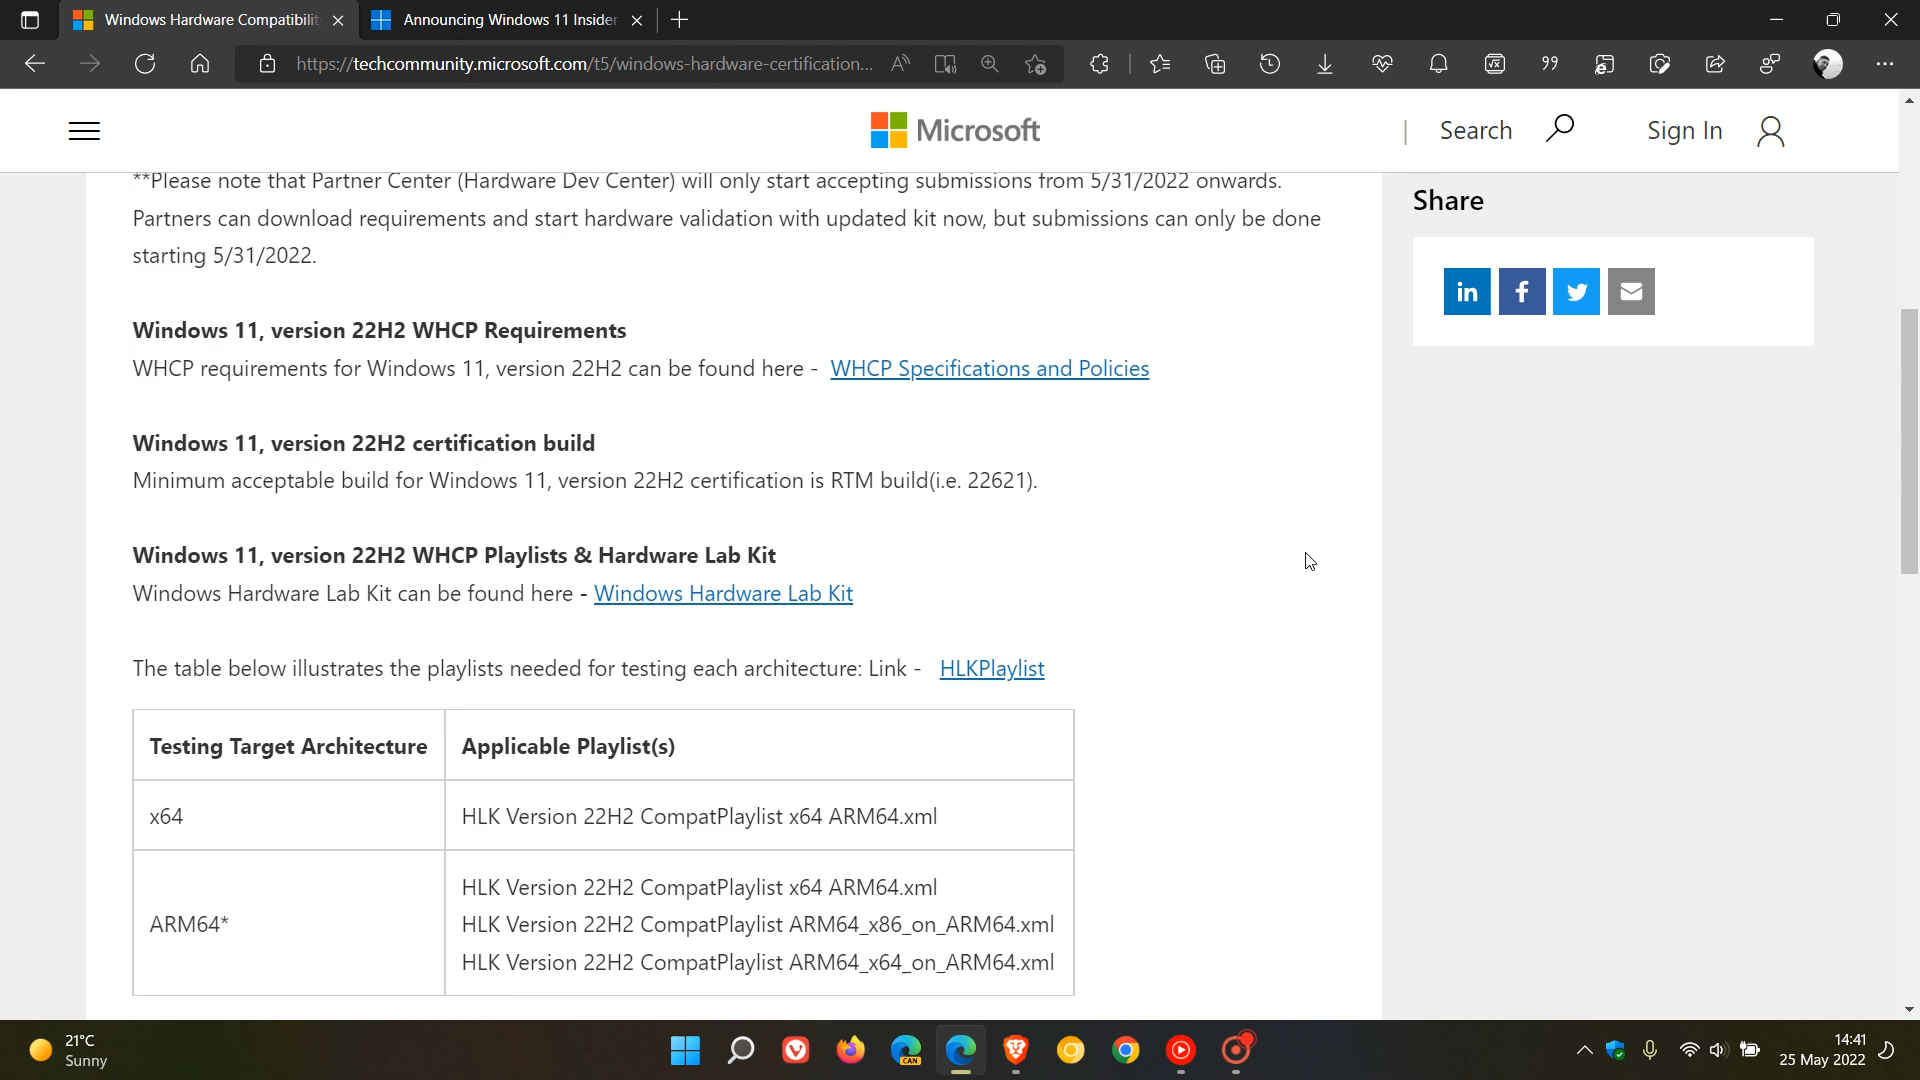 Windows Hardware Compatibilit
Announcing Windows 11 Insider
https://techcommunity.microsoft.com/t5/windows-hardware-certification...
Microsoft
Search
Sign In
**Please note that Partner Center (Hardware Dev Center) will only start accepting submissions from 5/31/2022 onwards.
Partners can download requirements and start hardware validation with updated kit now, but submissions can only be done
starting 5/31/2022.
Share
Windows 11, version 22H2 WHCP Requirements
WHCP requirements for Windows 11, version 22H2 can be found here - WHCP Specifications and Policies
Windows 11, version 22H2 certification build
Minimum acceptable build for Windows 11, version 22H2 certification is RTM build(i.e. 22621).
Windows 11, version 22H2 WHCP Playlists & Hardware Lab Kit
Windows Hardware Lab Kit can be found here - Windows Hardware Lab Kit
The table below illustrates the playlists needed for testing each architecture: Link - HLKPlaylist
Testing Target Architecture
Applicable Playlist(s)
x64
HLK Version 22H2 CompatPlaylist x64 ARM64.xml
ARM64*
HLK Version 22H2 CompatPlaylist x64 ARM64.xml
HLK Version 22H2 CompatPlaylist ARM64_x86_on_ARM64.xml
HLK Version 22H2 CompatPlaylist ARM64_x64_on_ARM64.xml
21°C
Sunny
CAN
14:41
25 May 2022